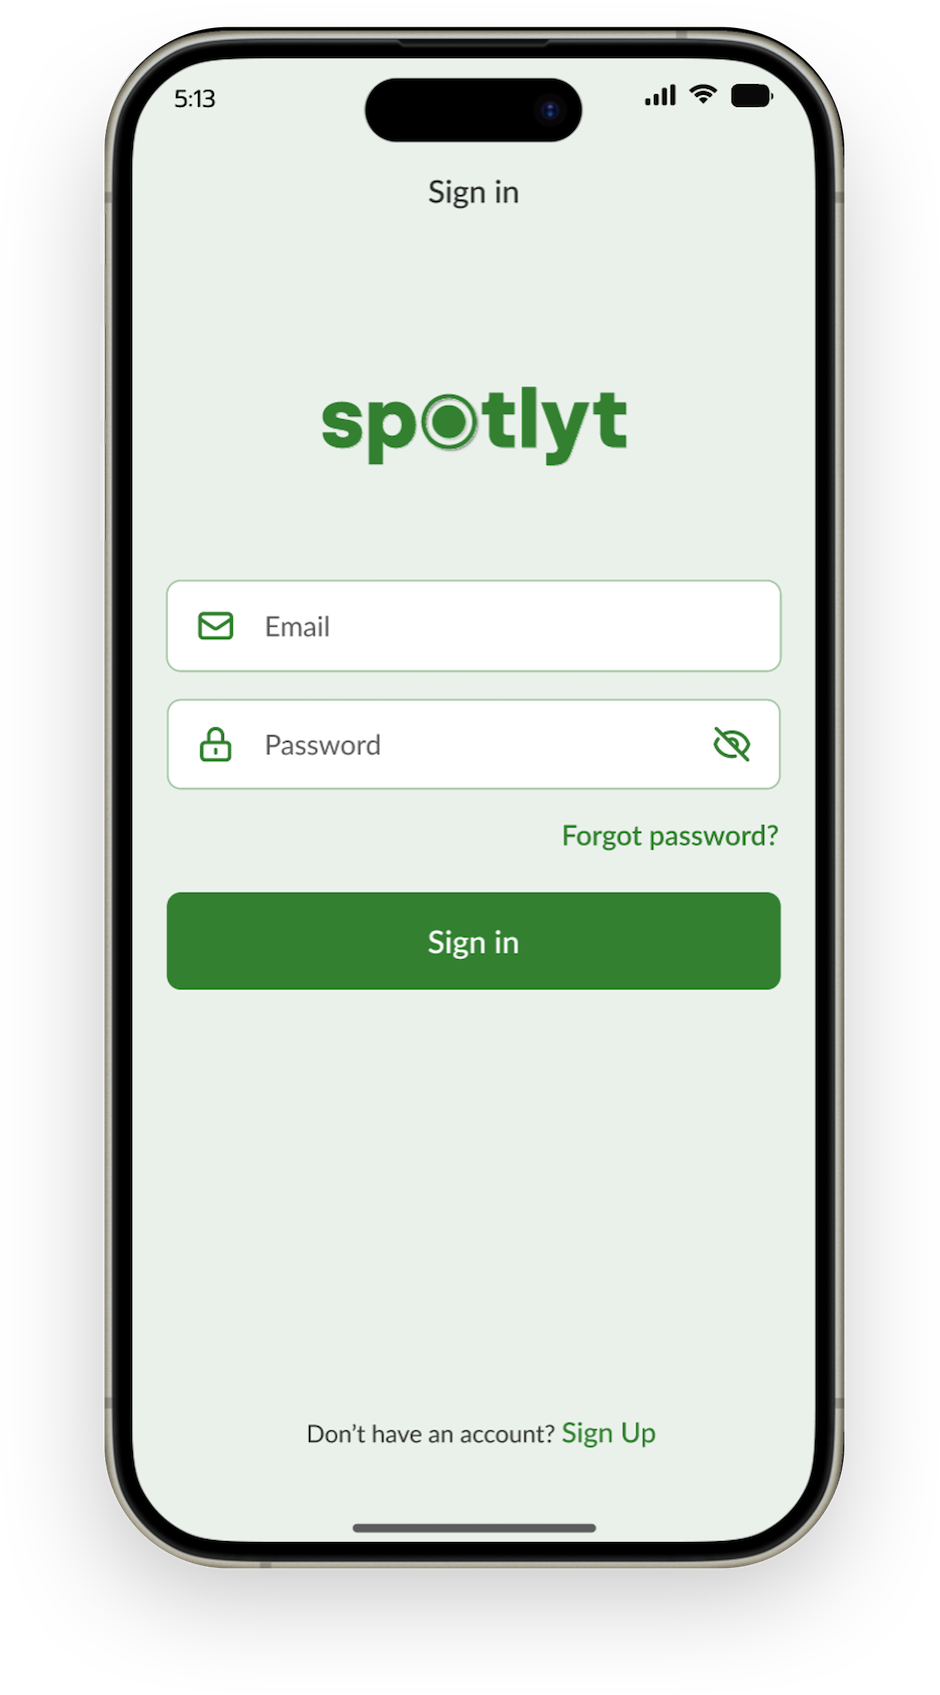 5:13
Sign in
spotlyt
Email
Password
Forgot password?
Sign in
Don’t have an account? Sign Up